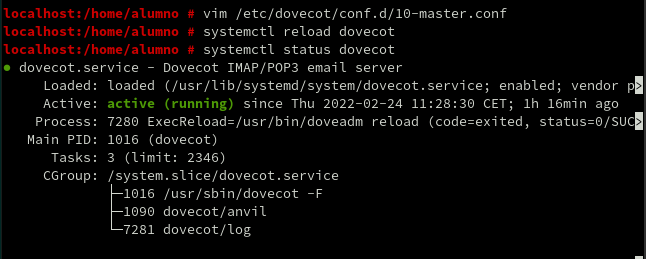 localhost:/home/alumno # vim /etc/dovecot/conf.d/10-master.conf
localhost:/home/alumno # systemctl reload dovecot
localhost:/home/alumno # systemctl status dovecot
● dovecot.service - Dovecot IMAP/POP3 email server
     Loaded: loaded (/usr/lib/systemd/system/dovecot.service; enabled; vendor p>
     Active: active (running) since Thu 2022-02-24 11:28:30 CET; 1h 16min ago
    Process: 7280 ExecReload=/usr/bin/doveadm reload (code=exited, status=0/SUC>
   Main PID: 1016 (dovecot)
      Tasks: 3 (limit: 2346)
     CGroup: /system.slice/dovecot.service
             ├─1016 /usr/sbin/dovecot -F
             ├─1090 dovecot/anvil
             └─7281 dovecot/log